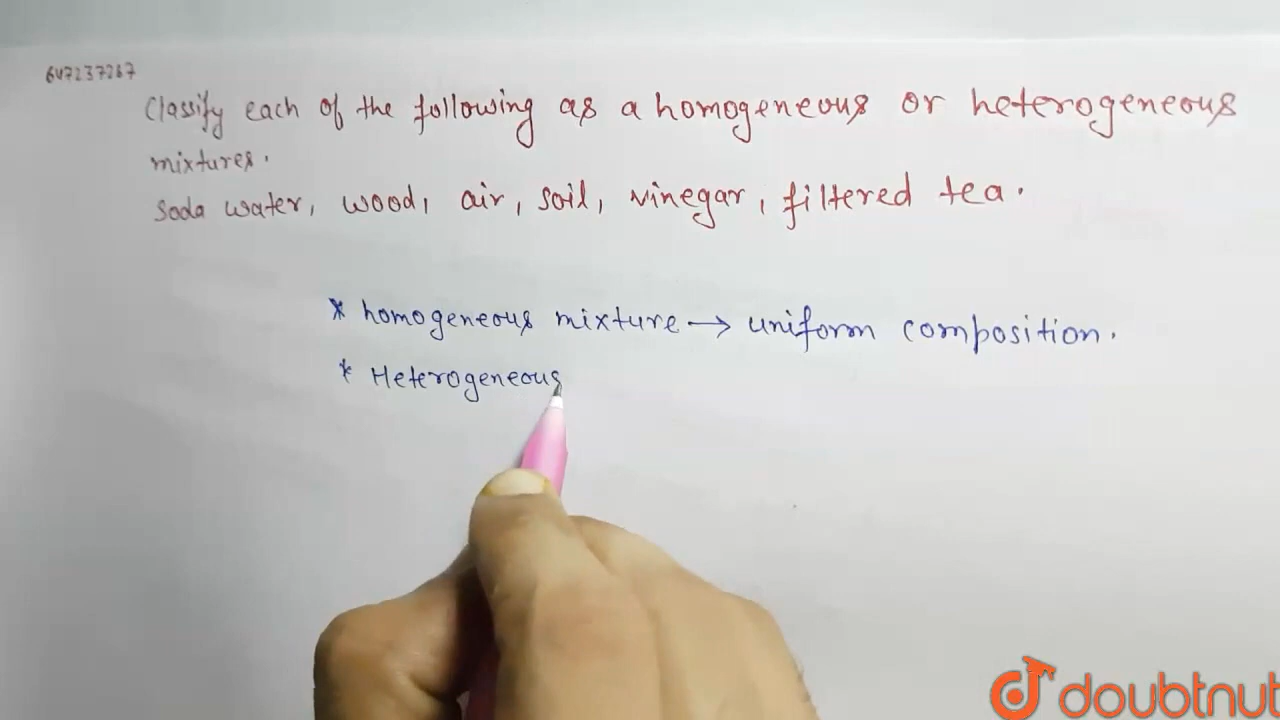 647237267
Classify each of the following as a homogeneous or heterogeneous
mixtures.
Soda water, wood, air, soil, vinegar, filtered tea.
* homogeneous mixture → uniform composition.
* Heterogeneous
doubtnut